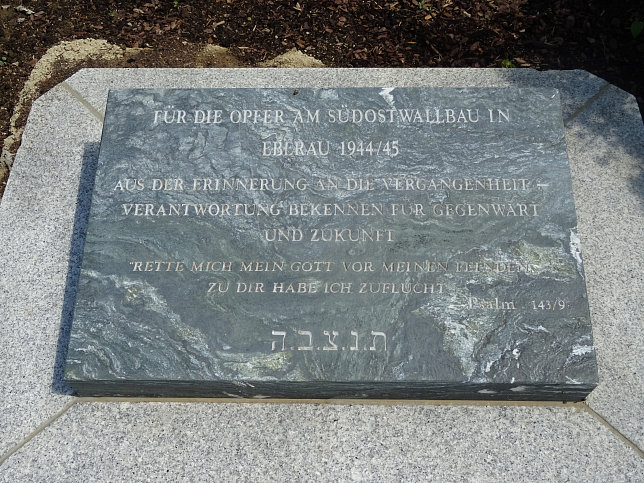 FÜR DIE OPFER AM SÜDOSTWALLBAU IN
EBERAU 1944/45
AUS DER ERINNERUNG AN DIE VERGANGENHEIT –
VERANTWORTUNG BEKENNEN FÜR GEGENWART
UND ZUKUNFT
"RETTE MICH MEIN GOTT VOR MEINEN FEINDEN
ZU DIR HABE ICH ZUFLUCHT"
Psalm 143/9
ת.נ.צ.ב.ה